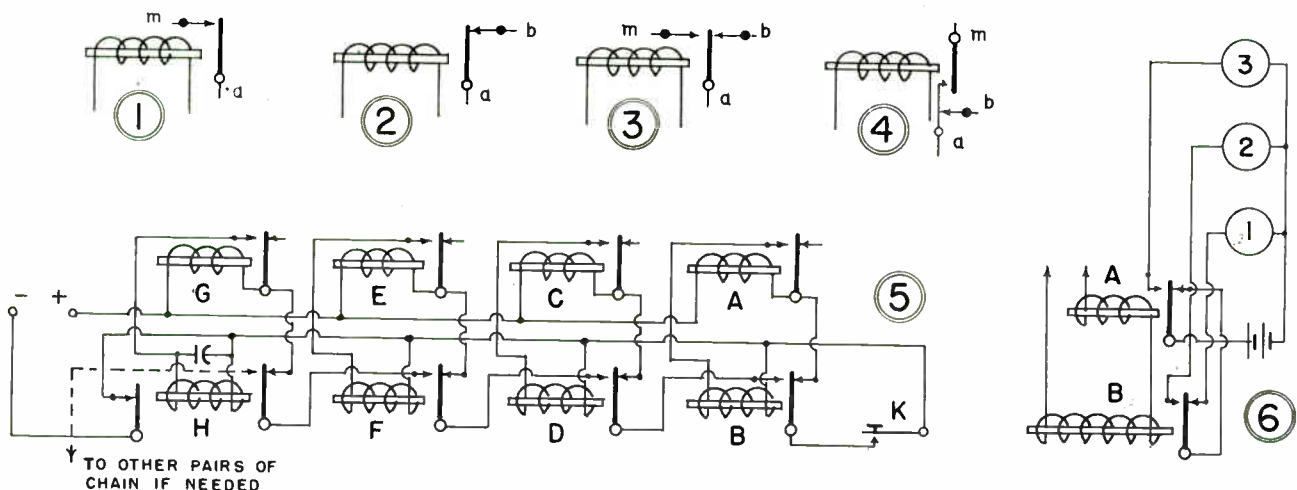 m
a
1
b
2
a
m
b
3
a
m
b
4
a
3
2
1
A
B
6
G
E
C
A
5
- +
H
F
D
B
K
TO OTHER PAIRS OF
CHAIN IF NEEDED